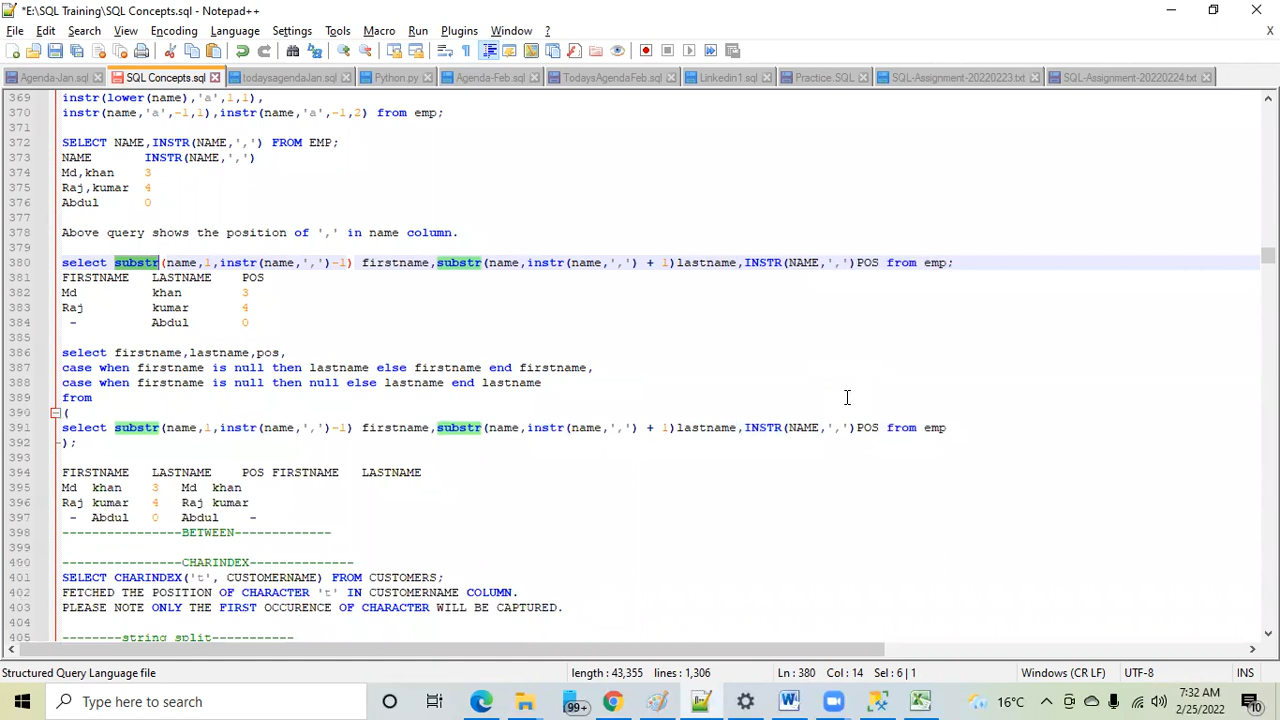 *E:\SQL Training\SQL Concepts.sql - Notepad++
File Edit Search View Encoding Language Settings Tools Macro Run Plugins Window ? X
Agenda-Jan.sql SQL Concepts.sql todaysagendaJan.sql Python.py Agenda-Feb.sql TodaysAgendaFeb.sql Linkedin1.sql Practise.SQL SQL-Assignment-20220223.txt SQL-Assignment-20220224.txt
369 instr(lower(name),'a',1,1),
370 instr(name,'a',-1,1),instr(name,'a',-1,2) from emp;
371
372 SELECT NAME,INSTR(NAME,',') FROM EMP;
373 NAME INSTR(NAME,',')
374 Md,khan 3
375 Raj,kumar 4
376 Abdul 0
377
378 Above query shows the position of ',' in name column.
379
380 select substr(name,1,instr(name,',')-1) firstname,substr(name,instr(name,',') + 1)lastname,INSTR(NAME,',')POS from emp;
381 FIRSTNAME LASTNAME POS
382 Md khan 3
383 Raj kumar 4
384 - Abdul 0
385
386 select firstname,lastname,pos,
387 case when firstname is null then lastname else firstname end firstname,
388 case when firstname is null then null else lastname end lastname
389 from
390 (
391 select substr(name,1,instr(name,',')-1) firstname,substr(name,instr(name,',') + 1)lastname,INSTR(NAME,',')POS from emp
392 );
393
394 FIRSTNAME LASTNAME POS FIRSTNAME LASTNAME
395 Md khan 3 Md khan
396 Raj kumar 4 Raj kumar
397 - Abdul 0 Abdul -
398 ----------------BETWEEN-------------
399
400 ----------------CHARINDEX--------------
401 SELECT CHARINDEX('t', CUSTOMERNAME) FROM CUSTOMERS;
402 FETCHED THE POSITION OF CHARACTER 't' IN CUSTOMERNAME COLUMN.
403 PLEASE NOTE ONLY THE FIRST OCCURENCE OF CHARACTER WILL BE CAPTURED.
404
405 --------string split-----------
Structured Query Language file length : 43,355 lines : 1,306 Ln : 380 Col : 14 Sel : 6 | 1 Windows (CR LF) UTF-8 INS
Type here to search 99+ 16°C 7:32 AM
2/25/2022 10